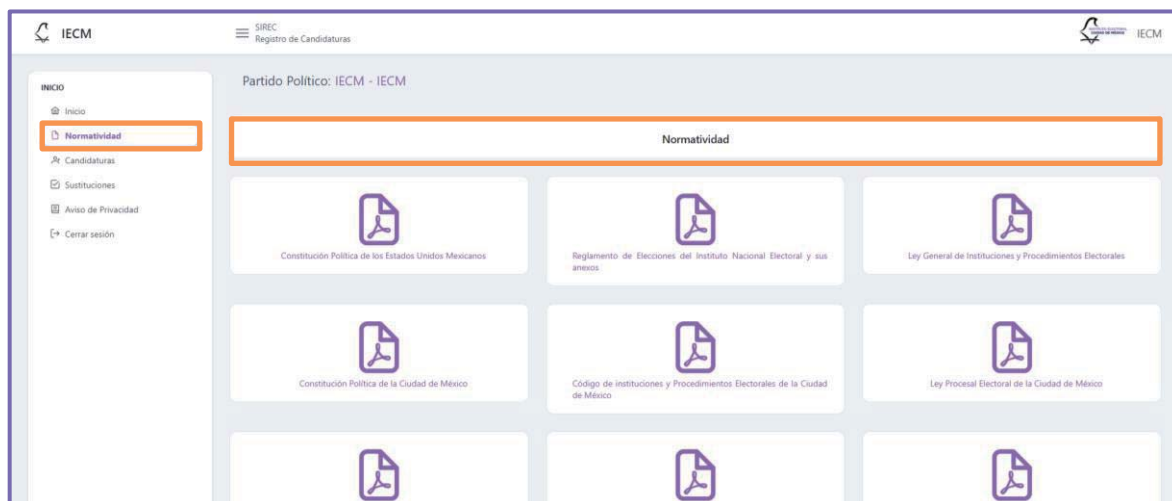 IECM
SIREC
Registro de Candidaturas
IECM
Partido Político: IECM - IECM
INICIO
Inicio
Normatividad
Candidaturas
Sustituciones
Aviso de Privacidad
Cerrar sesión
Normatividad
Constitución Política de los Estados Unidos Mexicanos
Reglamento de Elecciones del Instituto Nacional Electoral y sus
anexos
Ley General de Instituciones y Procedimientos Electorales
Constitución Política de la Ciudad de México
Código de instituciones y Procedimientos Electorales de la Ciudad
de México
Ley Procesal Electoral de la Ciudad de México